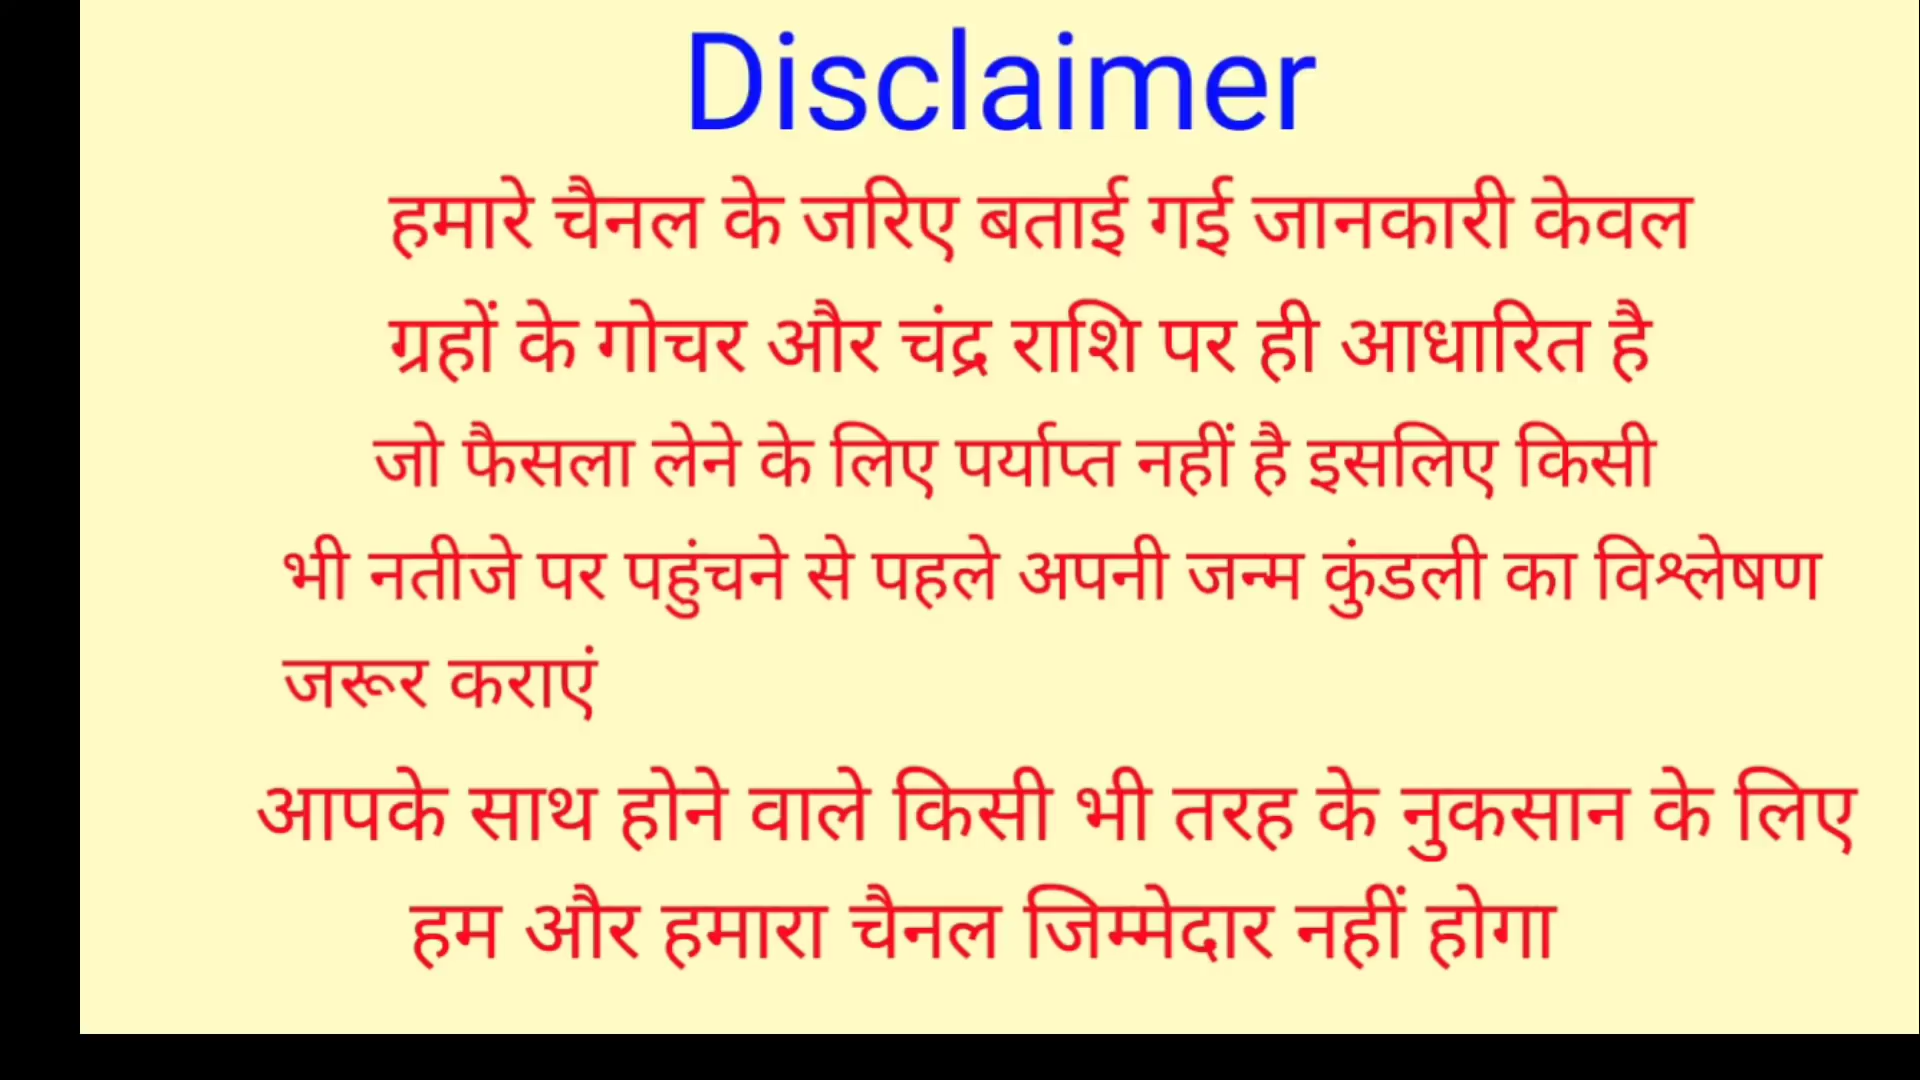 Disclaimer
हमारे चैनल के जरिए बताई गई जानकारी केवल
ग्रहों के गोचर और चंद्र राशि पर ही आधारित है
जो फैसला लेने के लिए पर्याप्त नहीं है इसलिए किसी
भी नतीजे पर पहुंचने से पहले अपनी जन्म कुंडली का विश्लेषण
जरूर कराएं
आपके साथ होने वाले किसी भी तरह के नुकसान के लिए
हम और हमारा चैनल जिम्मेदार नहीं होगा